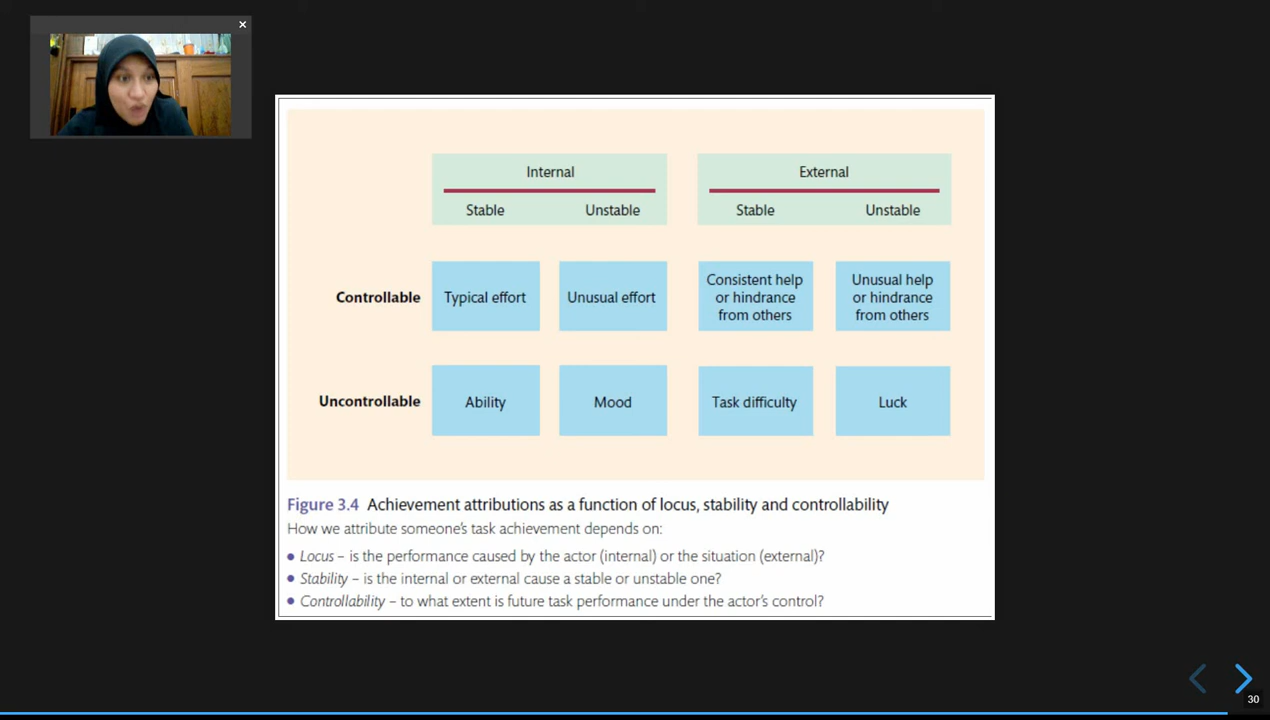 Internal
External
Stable
Unstable
Stable
Unstable
Controllable
Typical effort
Unusual effort
Consistent help
or hindrance
from others
Unusual help
or hindrance
from others
Uncontrollable
Ability
Mood
Task difficulty
Luck
Figure 3.4 Achievement attributions as a function of locus, stability and controllability
How we attribute someone's task achievement depends on:
• Locus – is the performance caused by the actor (internal) or the situation (external)?
• Stability – is the internal or external cause a stable or unstable one?
• Controllability – to what extent is future task performance under the actor's control?
30